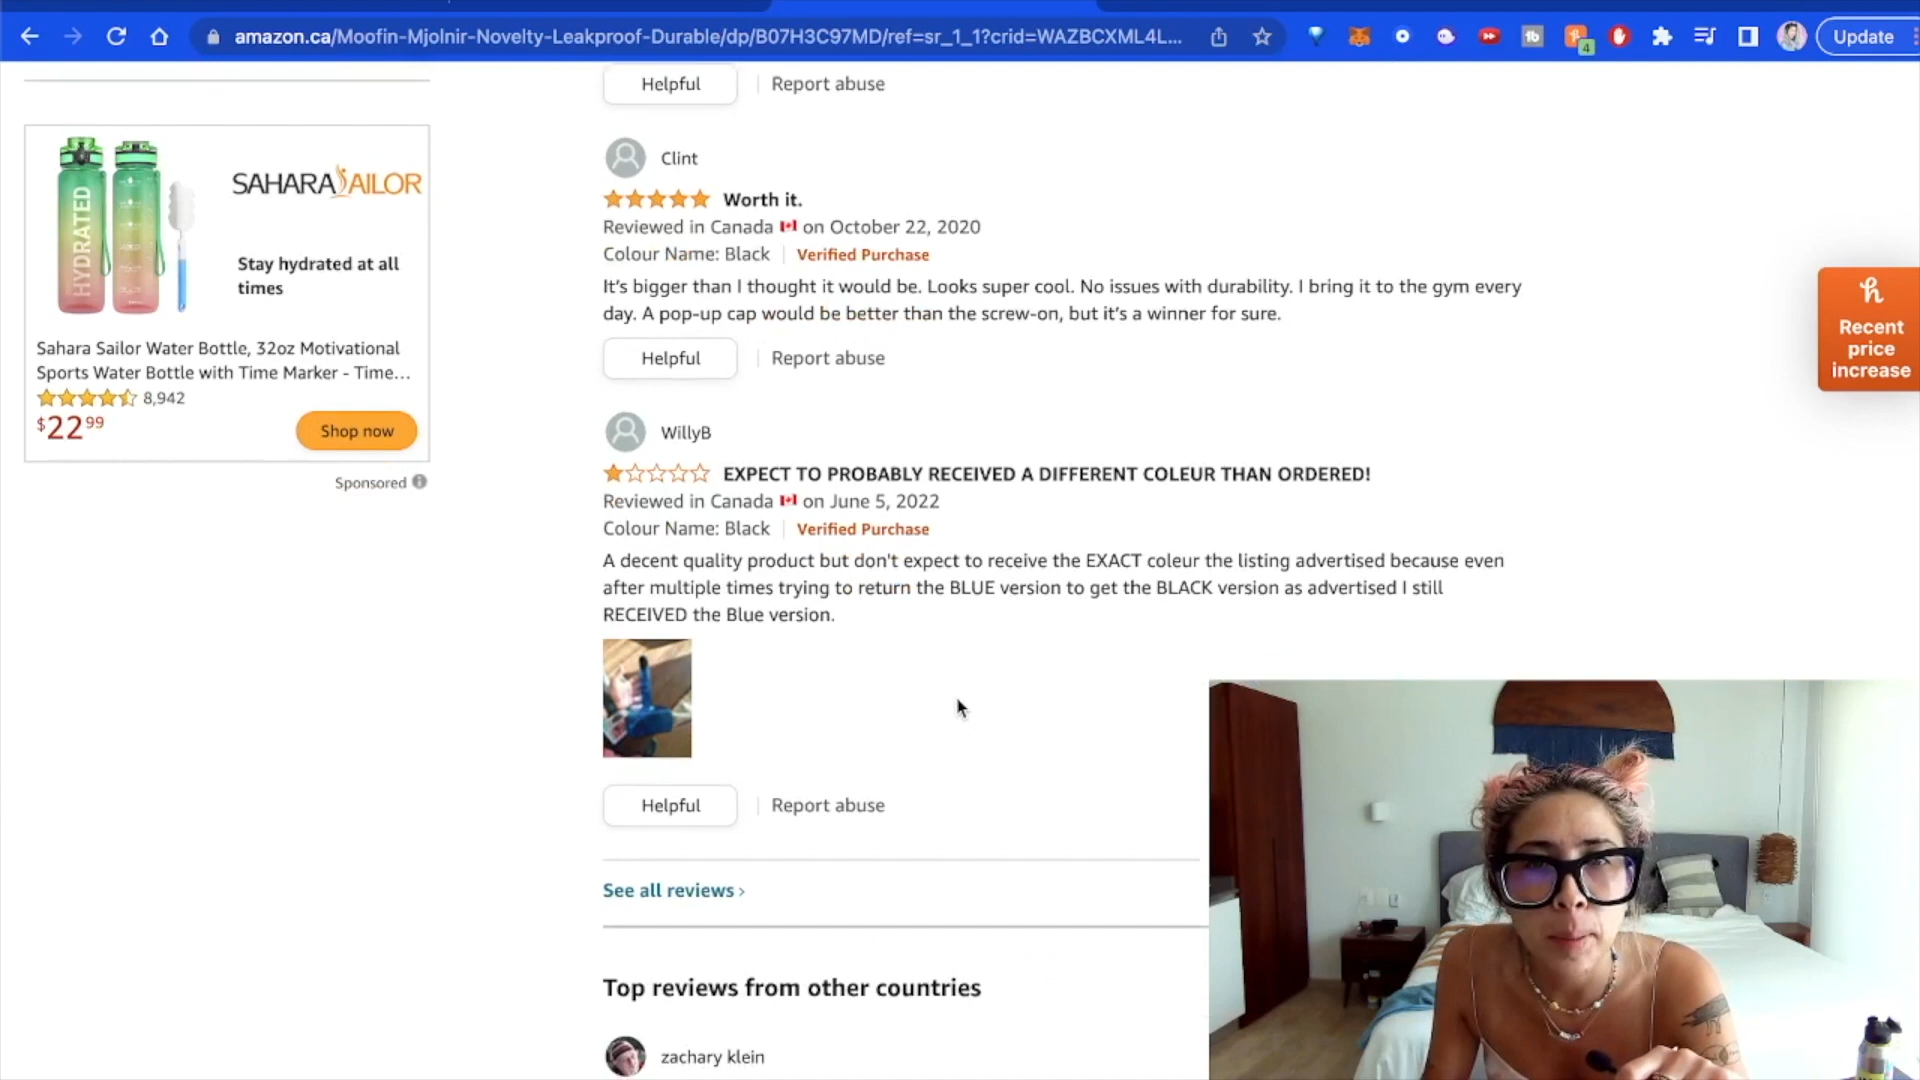 amazon.ca/Moofin-Mjolnir-Novelty-Leakproof-Durable/dp/B07H3C97MD/ref=sr_1_1?crid=WAZBCXML4L...
4
Update
Helpful
Report abuse
HYDRATED
SAHARA SAILOR
Stay hydrated at all
times
Sahara Sailor Water Bottle, 32oz Motivational
Sports Water Bottle with Time Marker - Time...
8,942
$22 99
Shop now
Sponsored
Clint
Worth it.
Reviewed in Canada on October 22, 2020
Colour Name: Black
Verified Purchase
It's bigger than I thought it would be. Looks super cool. No issues with durability. I bring it to the gym every
day. A pop-up cap would be better than the screw-on, but it's a winner for sure.
Helpful
Report abuse
WillyB
EXPECT TO PROBABLY RECEIVED A DIFFERENT COLEUR THAN ORDERED!
Reviewed in Canada on June 5, 2022
Colour Name: Black
Verified Purchase
A decent quality product but don't expect to receive the EXACT coleur the listing advertised because even
after multiple times trying to return the BLUE version to get the BLACK version as advertised I still
RECEIVED the Blue version.
Helpful
Report abuse
See all reviews ›
Top reviews from other countries
zachary klein
h
Recent
price
increase